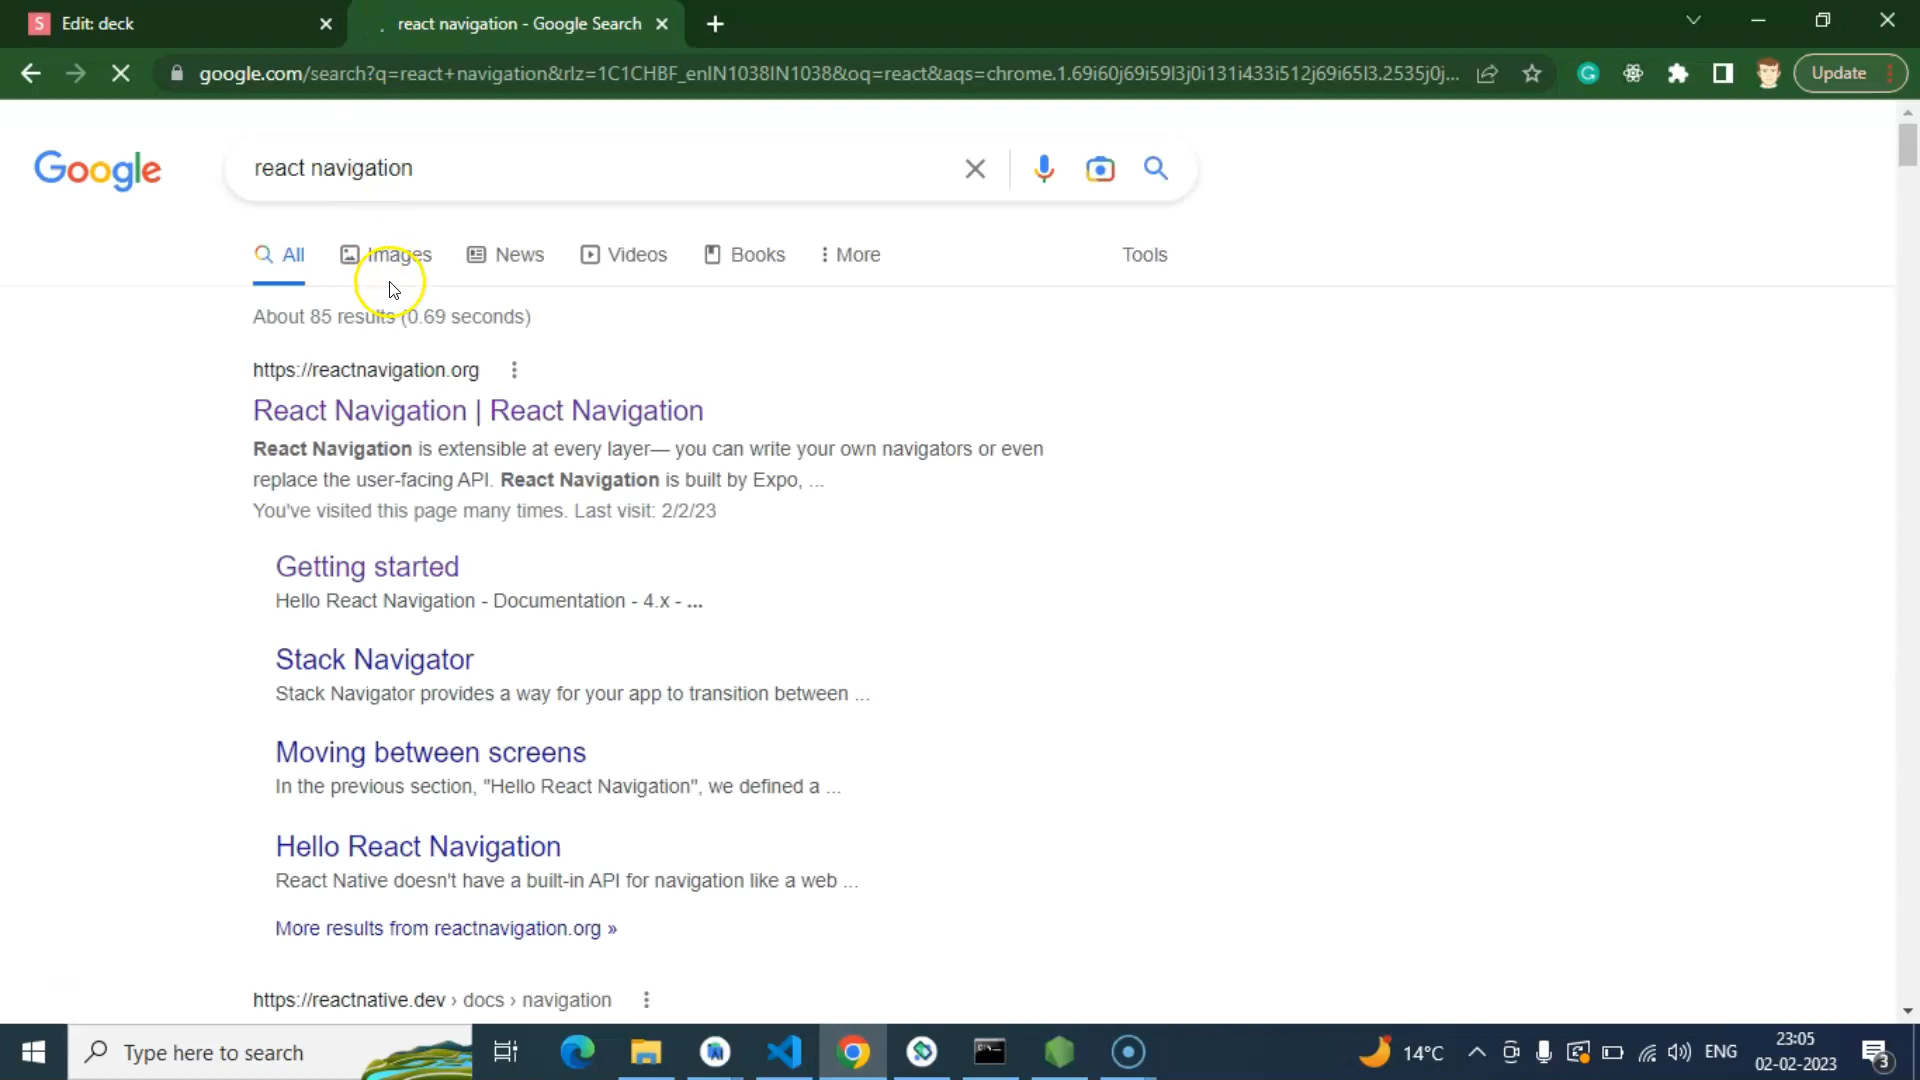 S Edit: deck
react navigation - Google Search
google.com/search?q=react+navigation&rlz=1C1CHBF_enIN1038IN1038&oq=react&aqs=chrome.1.69i60j69i59l3j0i131i433i512j69i65l3.2535j0j...
Update
Google
react navigation
All
Images
News
Videos
Books
More
Tools
About 85 results (0.69 seconds)
https://reactnavigation.org
React Navigation | React Navigation
React Navigation is extensible at every layer— you can write your own navigators or even
replace the user-facing API. React Navigation is built by Expo, ...
You've visited this page many times. Last visit: 2/2/23
Getting started
Hello React Navigation - Documentation - 4.x - ...
Stack Navigator
Stack Navigator provides a way for your app to transition between ...
Moving between screens
In the previous section, "Hello React Navigation", we defined a ...
Hello React Navigation
React Native doesn't have a built-in API for navigation like a web ...
More results from reactnavigation.org »
https://reactnative.dev › docs › navigation
Type here to search
14°C
ENG
23:05
02-02-2023
3